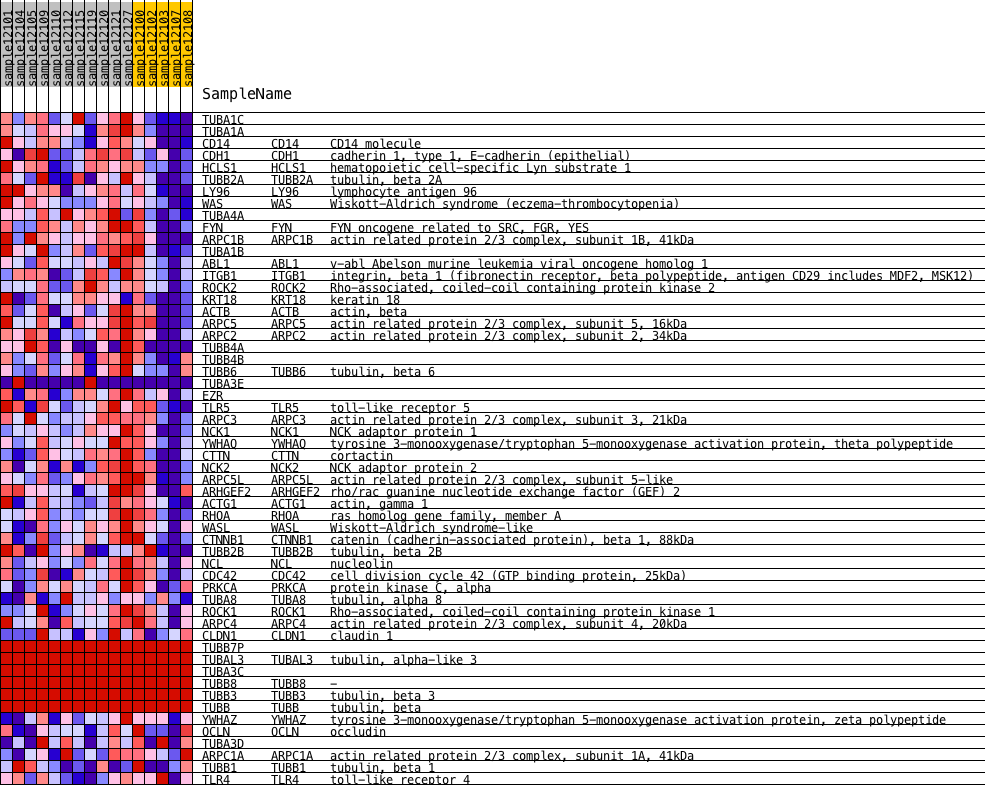 sample12101
sample12104
sample12105
sample12109
sample12110
sample12112
sample12115
sample12119
sample12120
sample12121
sample12127
sample12100
sample12102
sample12103
sample12107
sample12108
SampleName
TUBA1C
TUBA1A
CD14 CD14 CD14 molecule
CDH1 CDH1 cadherin 1, type 1, E-cadherin (epithelial)
HCLS1 HCLS1 hematopoietic cell-specific Lyn substrate 1
TUBB2A TUBB2A tubulin, beta 2A
LY96 LY96 lymphocyte antigen 96
WAS WAS Wiskott-Aldrich syndrome (eczema-thrombocytopenia)
TUBA4A
FYN FYN FYN oncogene related to SRC, FGR, YES
ARPC1B ARPC1B actin related protein 2/3 complex, subunit 1B, 41kDa
TUBA1B
ABL1 ABL1 v-abl Abelson murine leukemia viral oncogene homolog 1
ITGB1 ITGB1 integrin, beta 1 (fibronectin receptor, beta polypeptide, antigen CD29 includes MDF2, MSK12)
ROCK2 ROCK2 Rho-associated, coiled-coil containing protein kinase 2
KRT18 KRT18 keratin 18
ACTB ACTB actin, beta
ARPC5 ARPC5 actin related protein 2/3 complex, subunit 5, 16kDa
ARPC2 ARPC2 actin related protein 2/3 complex, subunit 2, 34kDa
TUBB4A
TUBB4B
TUBB6 TUBB6 tubulin, beta 6
TUBA3E
EZR
TLR5 TLR5 toll-like receptor 5
ARPC3 ARPC3 actin related protein 2/3 complex, subunit 3, 21kDa
NCK1 NCK1 NCK adaptor protein 1
YWHAQ YWHAQ tyrosine 3-monooxygenase/tryptophan 5-monooxygenase activation protein, theta polypeptide
CTTN CTTN cortactin
NCK2 NCK2 NCK adaptor protein 2
ARPC5L ARPC5L actin related protein 2/3 complex, subunit 5-like
ARHGEF2 ARHGEF2 rho/rac guanine nucleotide exchange factor (GEF) 2
ACTG1 ACTG1 actin, gamma 1
RHOA RHOA ras homolog gene family, member A
WASL WASL Wiskott-Aldrich syndrome-like
CTNNB1 CTNNB1 catenin (cadherin-associated protein), beta 1, 88kDa
TUBB2B TUBB2B tubulin, beta 2B
NCL NCL nucleolin
CDC42 CDC42 cell division cycle 42 (GTP binding protein, 25kDa)
PRKCA PRKCA protein kinase C, alpha
TUBA8 TUBA8 tubulin, alpha 8
ROCK1 ROCK1 Rho-associated, coiled-coil containing protein kinase 1
ARPC4 ARPC4 actin related protein 2/3 complex, subunit 4, 20kDa
CLDN1 CLDN1 claudin 1
TUBB7P
TUBAL3 TUBAL3 tubulin, alpha-like 3
TUBA3C
TUBB8 TUBB8 -
TUBB3 TUBB3 tubulin, beta 3
TUBB TUBB tubulin, beta
YWHAZ YWHAZ tyrosine 3-monooxygenase/tryptophan 5-monooxygenase activation protein, zeta polypeptide
OCLN OCLN occludin
TUBA3D
ARPC1A ARPC1A actin related protein 2/3 complex, subunit 1A, 41kDa
TUBB1 TUBB1 tubulin, beta 1
TLR4 TLR4 toll-like receptor 4